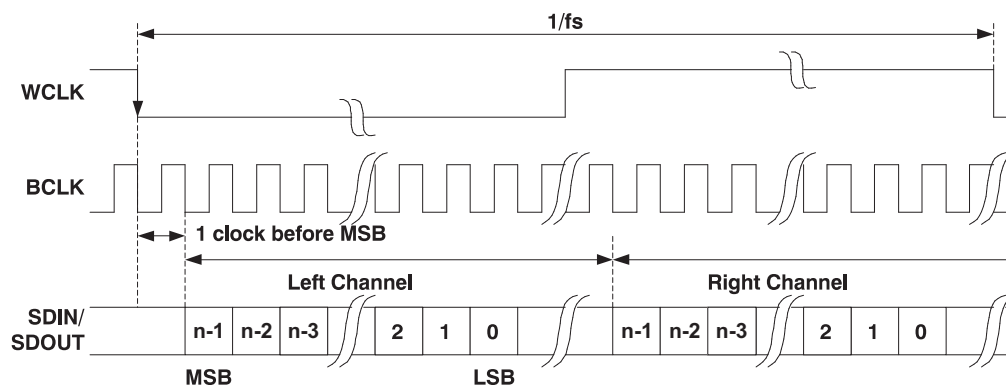 1/fs
WCLK
BCLK
1 clock before MSB
Left Channel
Right Channel
SDIN/
SDOUT
n-1 n-2 n-3 2 1 0 n-1 n-2 n-3 2 1 0
MSB LSB